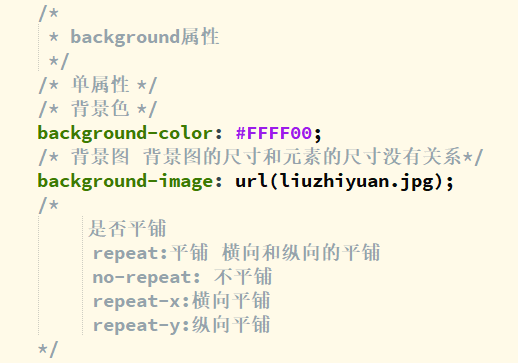 /*
* background属性
*/
/* 单属性 */
/* 背景色 */
background-color: #FFFF00;
/* 背景图 背景图的尺寸和元素的尺寸没有关系*/
background-image: url(liuzhiyuan.jpg);
/*
是否平铺
repeat:平铺 横向和纵向的平铺
no-repeat: 不平铺
repeat-x:横向平铺
repeat-y:纵向平铺
*/